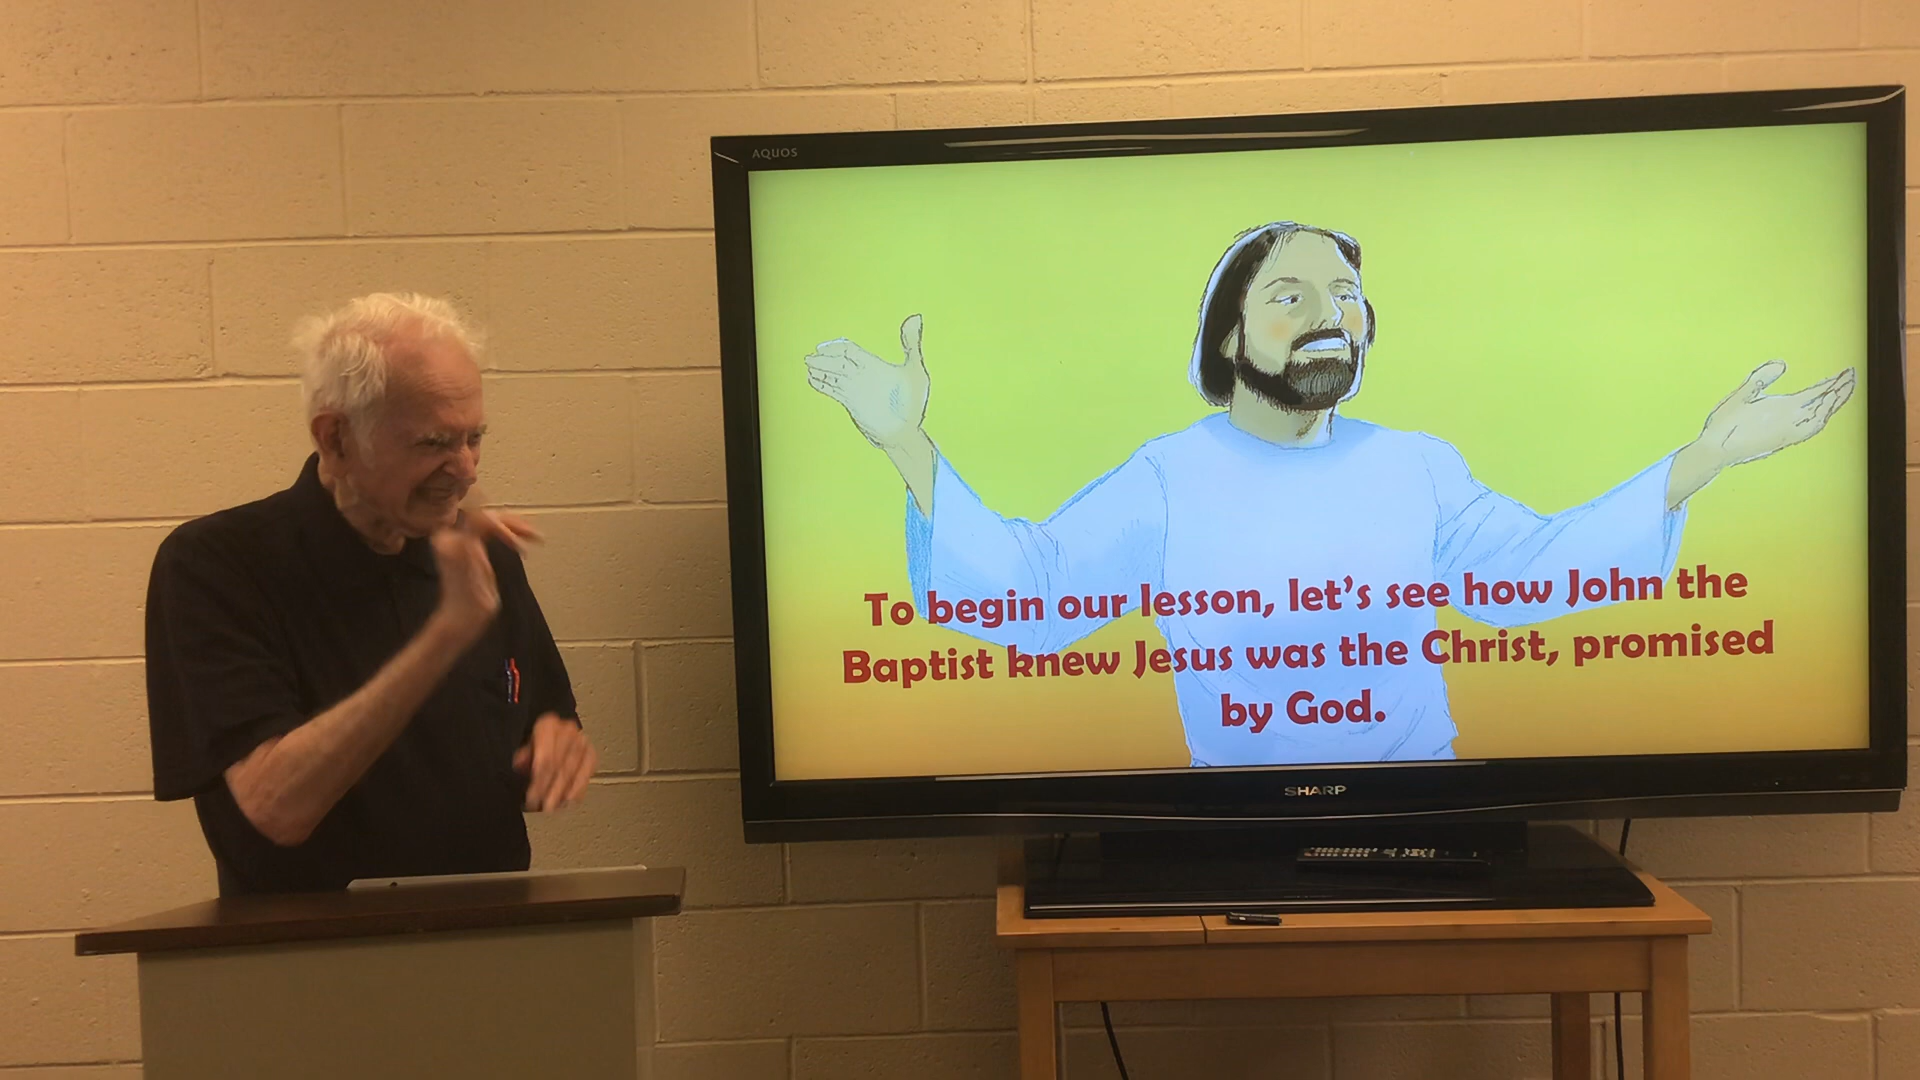 AQUOS
To begin our lesson, let's see how John the
Baptist knew Jesus was the Christ, promised
by God.
SHARP